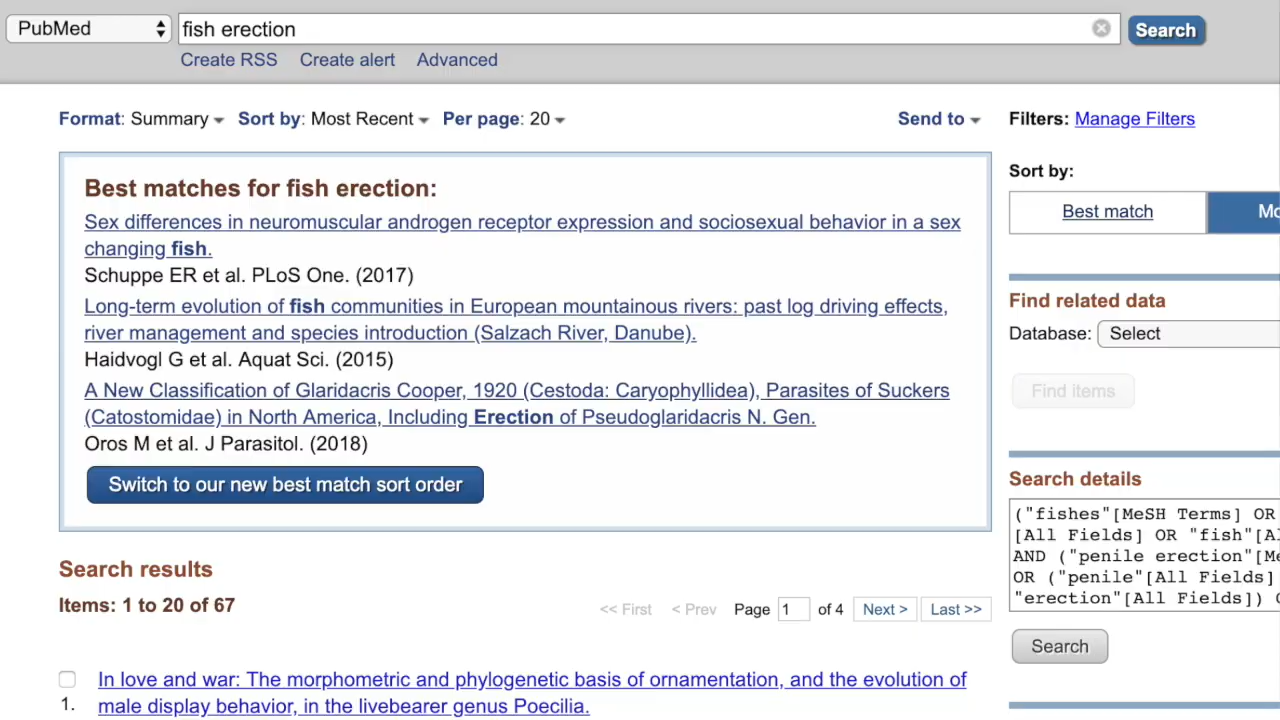 PubMed
fish erection
Search
Create RSS Create alert Advanced
Format: Summary Sort by: Most Recent Per page: 20
Send to
Filters: Manage Filters
Best matches for fish erection:
Sex differences in neuromuscular androgen receptor expression and sociosexual behavior in a sex
changing fish.
Schuppe ER et al. PLoS One. (2017)
Long-term evolution of fish communities in European mountainous rivers: past log driving effects,
river management and species introduction (Salzach River, Danube).
Haidvogl G et al. Aquat Sci. (2015)
A New Classification of Glaridacris Cooper, 1920 (Cestoda: Caryophyllidea), Parasites of Suckers
(Catostomidae) in North America, Including Erection of Pseudoglaridacris N. Gen.
Oros M et al. J Parasitol. (2018)
Switch to our new best match sort order
Search results
Items: 1 to 20 of 67
<< First < Prev Page 1 of 4 Next > Last >>
In love and war: The morphometric and phylogenetic basis of ornamentation, and the evolution of
1. male display behavior, in the livebearer genus Poecilia.
Sort by:
Best match
Find related data
Database: Select
Find items
Search details
("fishes"[MeSH Terms] OR
[All Fields] OR "fish"[Al
AND ("penile erection"[Me
OR ("penile"[All Fields]
"erection"[All Fields])
Search